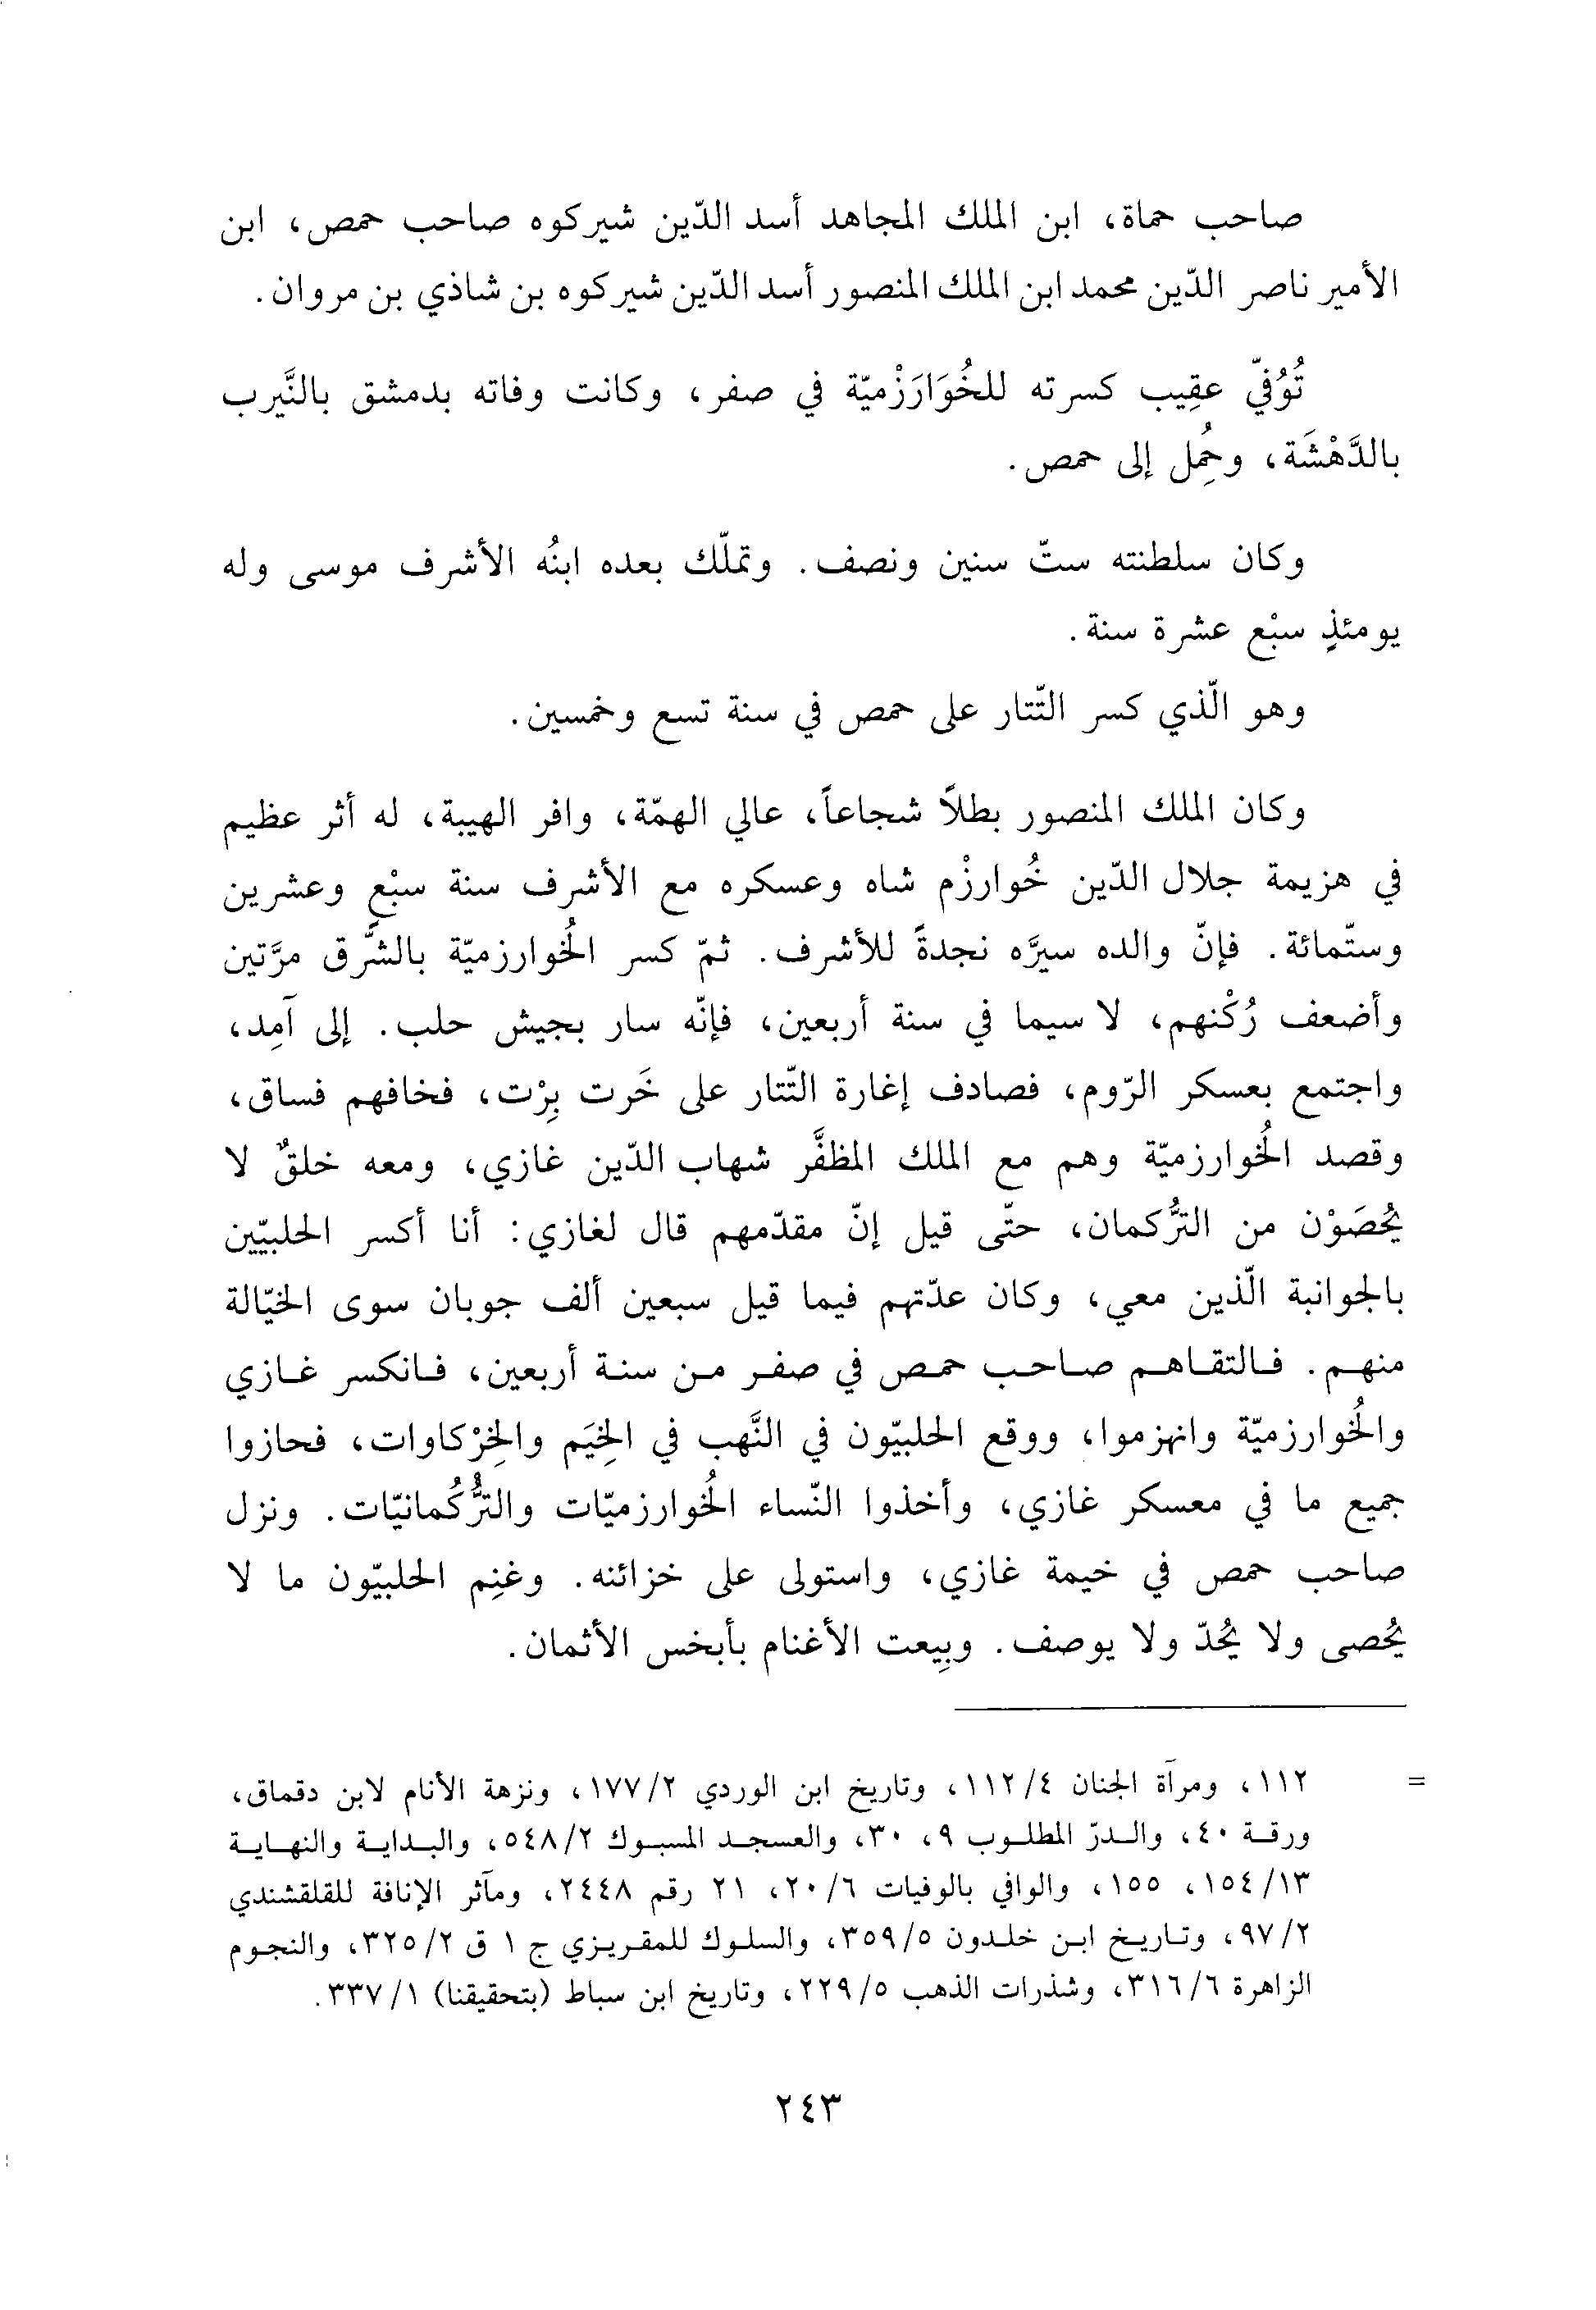 صاحب حماة، ابن الملك المجاهد أسد الدّين شيركوه صاحب حمص، ابن
الأمير ناصر الدّين محمد ابن الملك المنصور أسد الدّين شيركوه بن شاذي بن مروان.
تُوُفّي عقِيب كسرته للخُوَارَزْميّة في صفر، وكانت وفاته بدمشق بالنَّيرب
بالدَّهْشَة، وحُمِل إلى حمص.
وكان سلطنته ستّ سنين ونصف. وتملّك بعده ابنُه الأشرف موسى وله
يومئذٍ سبْع عشرة سنة.
وهو الّذي كسر التّتار على حمص في سنة تسع وخمسين.
وكان الملك المنصور بطلاً شجاعاً، عالي الهمّة، وافر الهيبة، له أثر عظيم
في هزيمة جلال الدّين خُوارزْم شاه وعسكره مع الأشرف سنة سبْعٍ وعشرين
وستّمائة. فإنّ والده سيَّره نجدةً للأشرف. ثمّ كسر الخُوارزميّة بالشَّرق مرَّتين
وأضعف رُكْنهم، لا سيما في سنة أربعين، فإنّه سار بجيش حلب. إلى آمِد،
واجتمع بعسكر الرّوم، فصادف إغارة التّتار على خَرت بِرْت، فخافهم فساق،
وقصد الخُوارزميّة وهم مع الملك المظفَّر شهاب الدّين غازي، ومعه خلقٌ لا
يُحْصَوْن من التُّركمان، حتّى قيل إنّ مقدّمهم قال لغازي: أنا أكسر الحلبيّين
بالجوانبة الّذين معي، وكان عدّتهم فيما قيل سبعين ألف جوبان سوى الخيّالة
منهم. فالتقاهم صاحب حمص في صفر من سنة أربعين، فانكسر غازي
والخُوارزميّة وانهزموا، ووقع الحلبيّون في النَّهب في الخِيَم والخِرْكاوات، فحازوا
جميع ما في معسكر غازي، وأخذوا النّساء الخُوارزميّات والتُّركُمانيّات. ونزل
صاحب حمص في خيمة غازي، واستولى على خزائنه. وغنِم الحلبيّون ما لا
يُحصى ولا يُحدّ ولا يوصف. وبِيعت الأغنام بأبخس الأثمان.
= ١١٢، ومرآة الجنان ٤/ ١١٢، وتاريخ ابن الوردي ٢/ ١٧٧، ونزهة الأنام لابن دقماق،
ورقة ٤٠، والدرّ المطلوب ٩، ٣٠، والعسجد المسبوك ٢/ ٥٤٨، والبداية والنهاية
١٣/ ١٥٤، ١٥٥، والوافي بالوفيات ٦/ ٢٠، ٢١ رقم ٢٤٤٨، ومآثر الإنافة للقلقشندي
٢/ ٩٧، وتاريخ ابن خلدون ٥/ ٣٥٩، والسلوك للمقريزي ج ١ ق ٢/ ٣٢٥، والنجوم
الزاهرة ٦/ ٣١٦، وشذرات الذهب ٥/ ٢٢٩، وتاريخ ابن سباط (بتحقيقنا) ١/ ٣٣٧.
٢٤٣